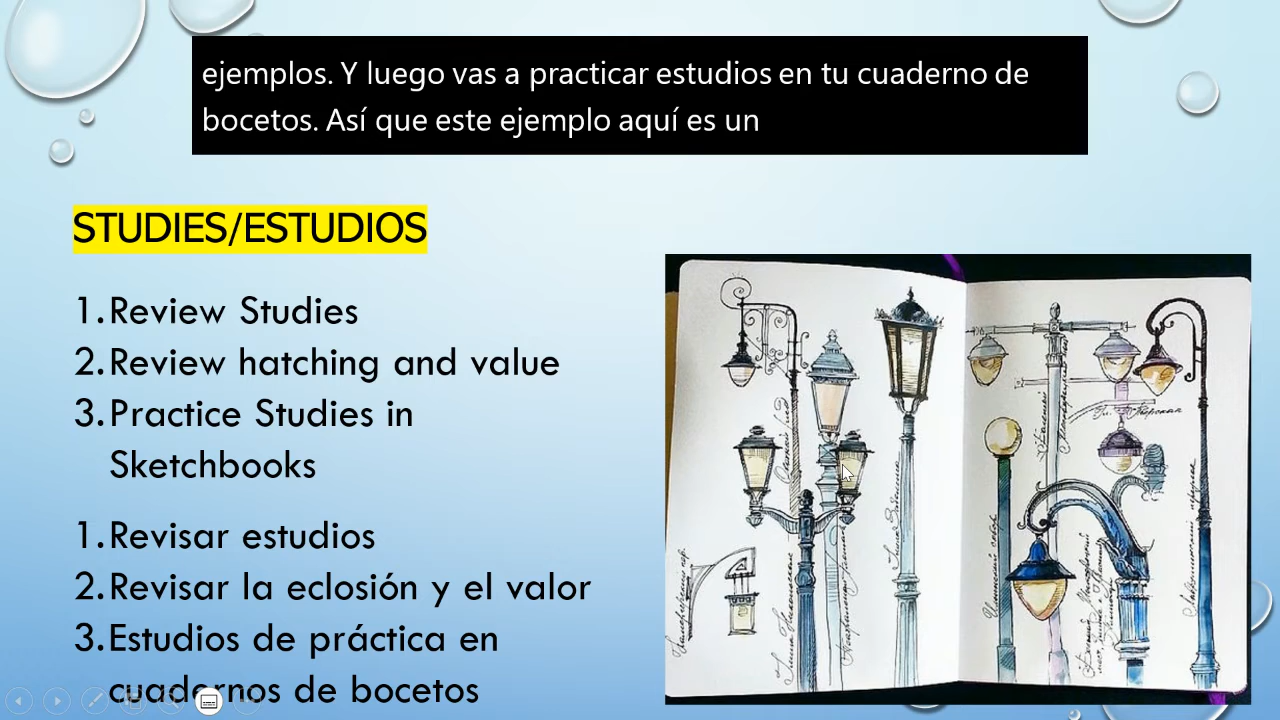 ejemplos. Y luego vas a practicar estudios en tu cuaderno de
bocetos. Así que este ejemplo aquí es un
STUDIES/ESTUDIOS
1. Review Studies
2. Review hatching and value
3. Practice Studies in
Sketchbooks
1. Revisar estudios
2. Revisar la eclosión y el valor
3. Estudios de práctica en
cuadernos de bocetos